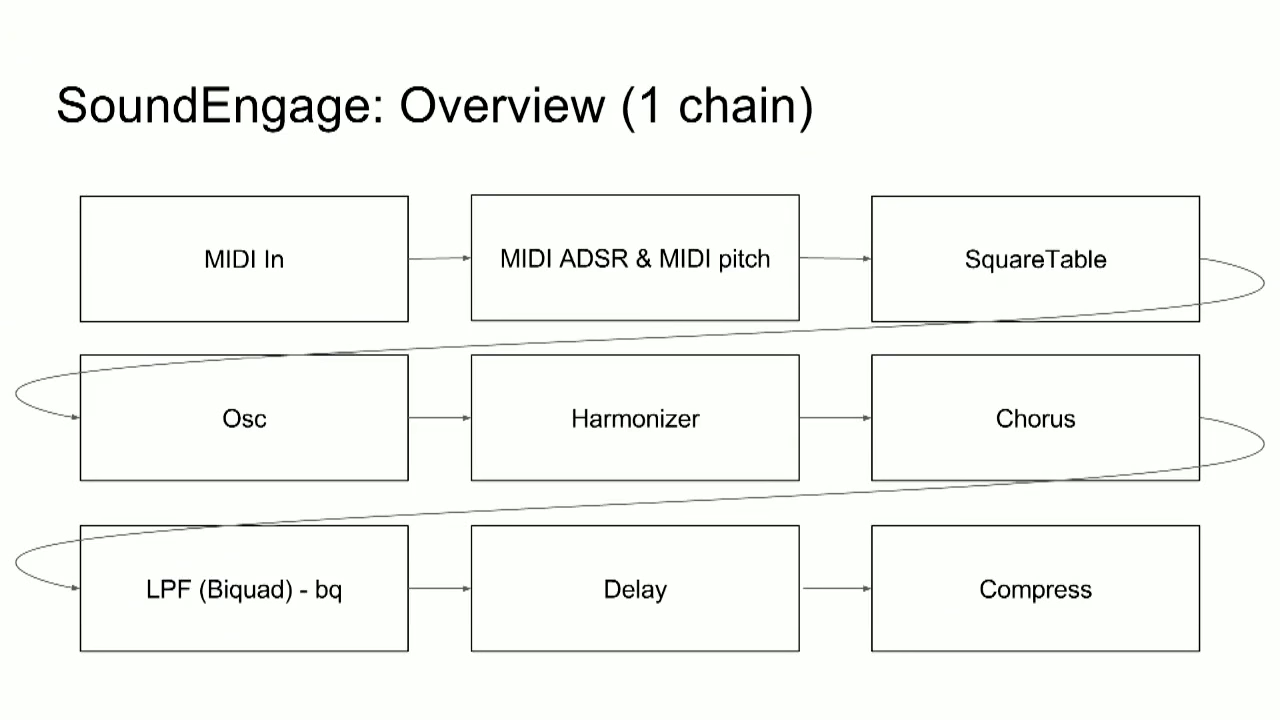 SoundEngage: Overview (1 chain)
MIDI In
MIDI ADSR & MIDI pitch
SquareTable
Osc
Harmonizer
Chorus
LPF (Biquad) - bq
Delay
Compress